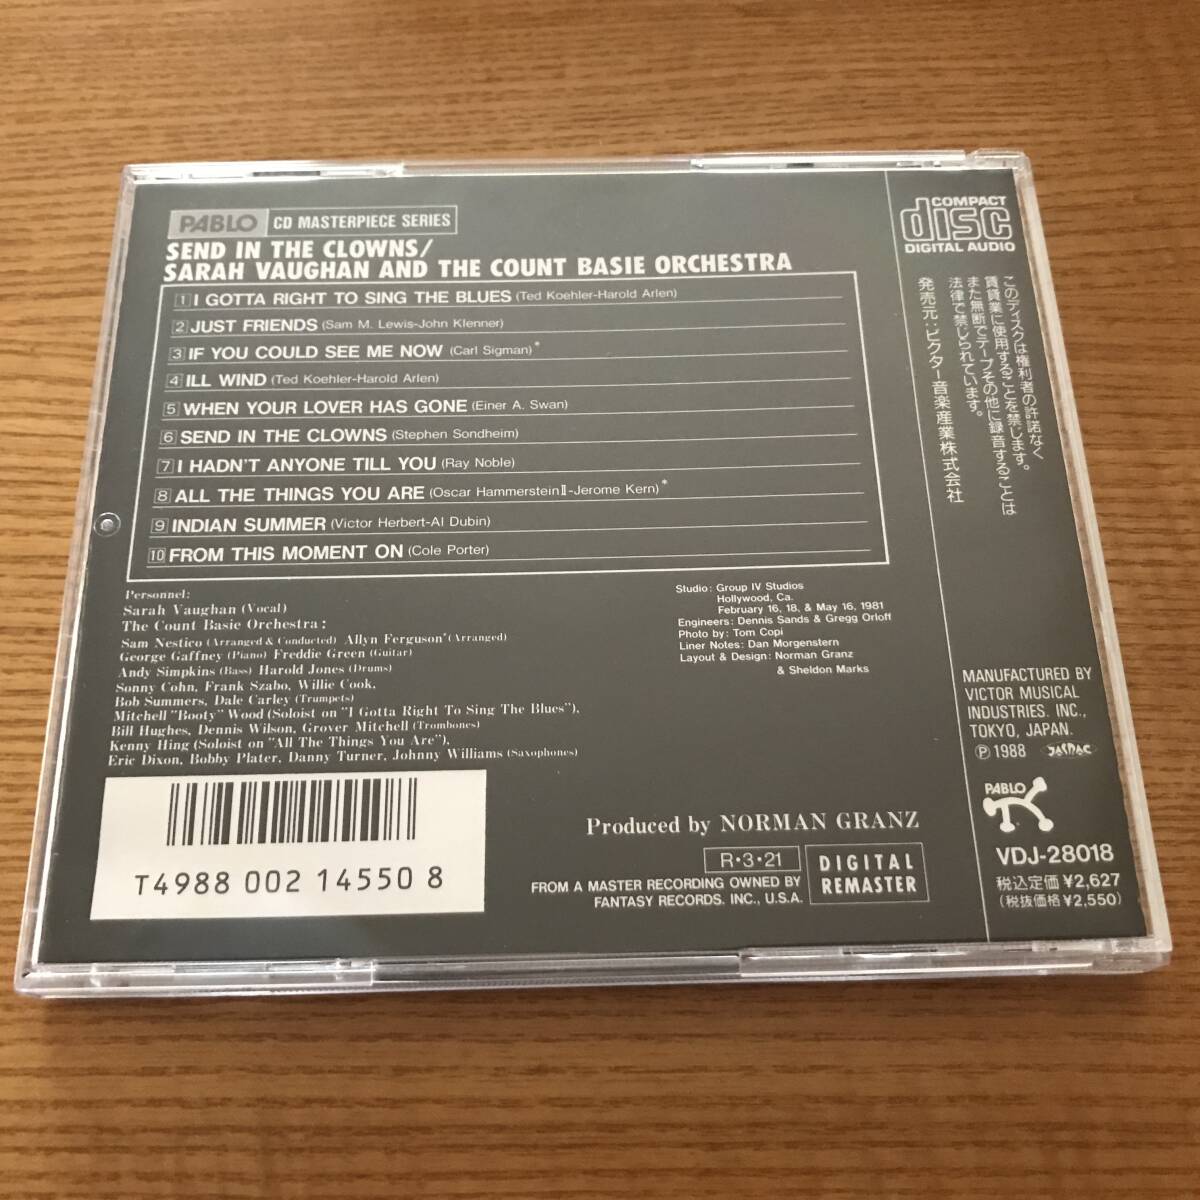 PABLO CD MASTERPIECE SERIES
SEND IN THE CLOWNS/
SARAH VAUGHAN AND THE COUNT BASIE ORCHESTRA
1 I GOTTA RIGHT TO SING THE BLUES (Ted Koehler-Harold Arlen)
2 JUST FRIENDS (Sam M. Lewis-John Klenner)
3 IF YOU COULD SEE ME NOW (Carl Sigman)*
4 ILL WIND (Ted Koehler-Harold Arlen)
5 WHEN YOUR LOVER HAS GONE (Einer A. Swan)
6 SEND IN THE CLOWNS (Stephen Sondheim)
7 I HADN'T ANYONE TILL YOU (Ray Noble)
8 ALL THE THINGS YOU ARE (Oscar HammersteinⅡ-Jerome Kern)*
9 INDIAN SUMMER (Victor Herbert-Al Dubin)
10 FROM THIS MOMENT ON (Cole Porter)
Personnel:
Sarah Vaughan (Vocal)
The Count Basie Orchestra:
Sam Nestico (Arranged & Conducted) Allyn Ferguson*(Arranged)
George Gaffney (Piano) Freddie Green (Guitar)
Andy Simpkins (Bass) Harold Jones (Drums)
Sonny Cohn, Frank Szabo, Willie Cook,
Bob Summers, Dale Carley (Trumpets)
Mitchell "Booty" Wood (Soloist on "I Gotta Right To Sing The Blues"),
Bill Hughes, Dennis Wilson, Grover Mitchell (Trombones)
Kenny Hing (Soloist on "All The Things You Are"),
Eric Dixon, Bobby Plater, Danny Turner, Johnny Williams (Saxophones)
Studio: Group IV Studios
Hollywood, Ca.
February 16, 18, & May 16, 1981
Engineers: Dennis Sands & Gregg Orloff
Photo by: Tom Copi
Liner Notes: Dan Morgenstern
Layout & Design: Norman Granz
& Sheldon Marks
T4988 002 14550 8
Produced by NORMAN GRANZ
R・3・21
FROM A MASTER RECORDING OWNED BY
FANTASY RECORDS. INC., U.S.A.
DIGITAL
REMASTER
COMPACT
disc
DIGITAL AUDIO
このディスクは権利者の許諾なく
賃貸業に使用することを禁じます。
また無断でテープその他に録音することは
法律で禁じられています。
発売元:ビクター音楽産業株式会社
MANUFACTURED BY
VICTOR MUSICAL
INDUSTRIES. INC.,
TOKYO, JAPAN.
Ⓟ 1988 JASRAC
PABLO
VDJ-28018
税込定価¥2,627
(税抜価格¥2,550)